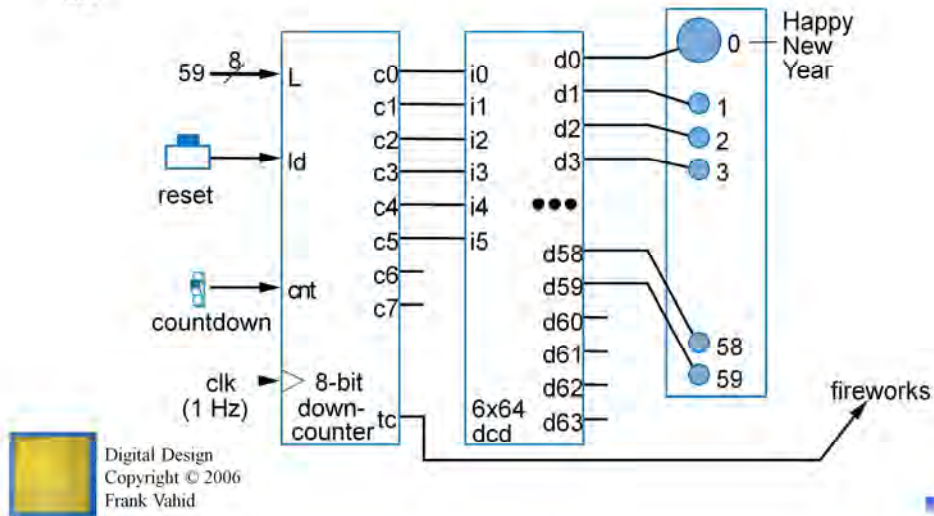 59
8
L
reset
ld
countdown
cnt
clk
(1 Hz)
8-bit
down-
counter
c0
c1
c2
c3
c4
c5
c6
c7
tc
i0
i1
i2
i3
i4
i5
6x64
dcd
d0
d1
d2
d3
d58
d59
d60
d61
d62
d63
0
Happy
New
Year
1
2
3
58
59
fireworks
Digital Design
Copyright © 2006
Frank Vahid